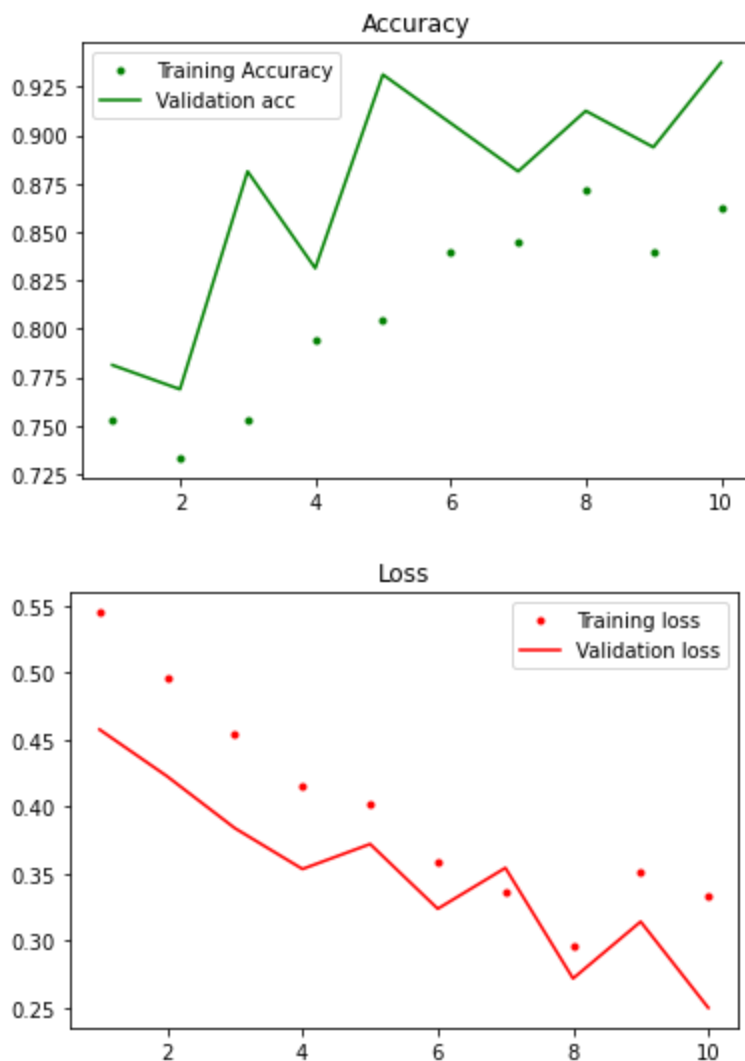 Accuracy
Training Accuracy
Validation acc
0.925
0.900
0.875
0.850
0.825
0.800
0.775
0.750
0.725
2 4 6 8 10
Loss
Training loss
Validation loss
0.55
0.50
0.45
0.40
0.35
0.30
0.25
2 4 6 8 10